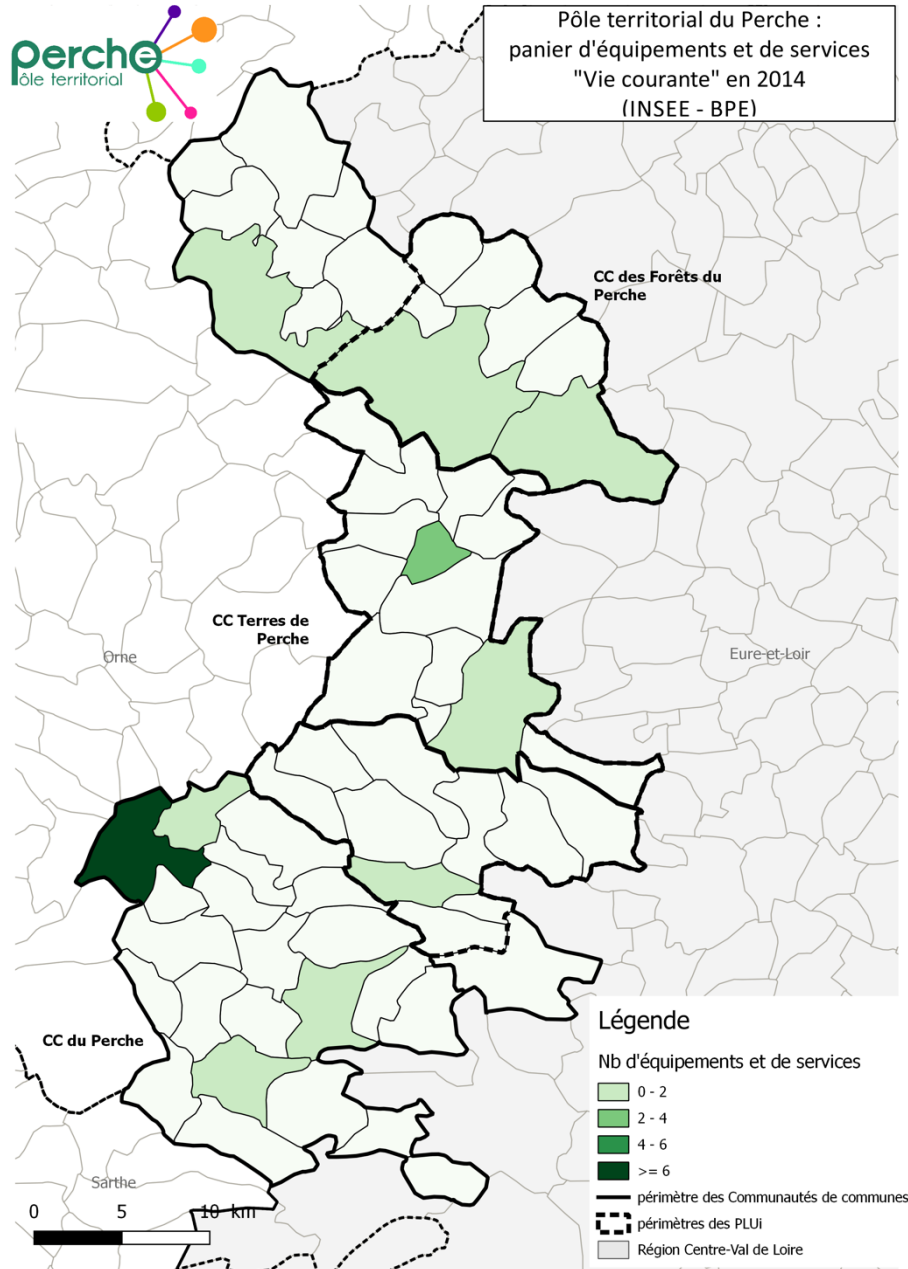 perche
Pôle territorial
Pôle territorial du Perche :
panier d'équipements et de services
"Vie courante" en 2014
(INSEE - BPE)
CC des Forêts du
Perche
CC Terres de
Perche
Orne
Eure-et-Loir
CC du Perche
Sarthe
0 5 10 km
Légende
Nb d'équipements et de services
0 - 2
2 - 4
4 - 6
>= 6
périmètre des Communautés de communes
périmètres des PLUi
Région Centre-Val de Loire